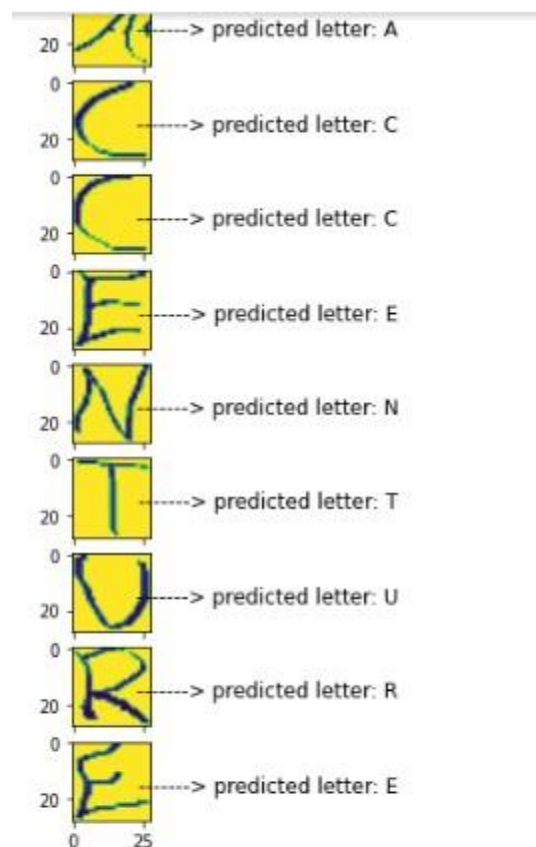 20 A -----> predicted letter: A
0 20 C -----> predicted letter: C
0 20 C -----> predicted letter: C
0 20 E -----> predicted letter: E
0 20 N -----> predicted letter: N
0 20 T -----> predicted letter: T
0 20 U -----> predicted letter: U
0 20 R -----> predicted letter: R
0 20 E -----> predicted letter: E
0 25